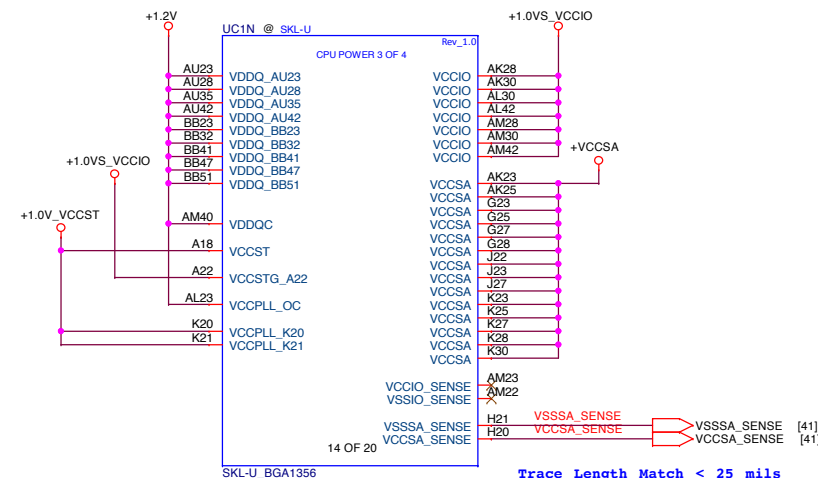 +1.2V
+1.0VS_VCCIO
UC1N @ SKL-U
Rev_1.0
CPU POWER 3 OF 4
AU23 VDDQ_AU23
AU28 VDDQ_AU28
AU35 VDDQ_AU35
AU42 VDDQ_AU42
BB23 VDDQ_BB23
BB32 VDDQ_BB32
BB41 VDDQ_BB41
BB47 VDDQ_BB47
BB51 VDDQ_BB51
+1.0VS_VCCIO
+1.0V_VCCST
AM40 VDDQC
A18 VCCST
A22 VCCSTG_A22
AL23 VCCPLL_OC
K20 VCCPLL_K20
K21 VCCPLL_K21
VCCIO AK28
VCCIO AK30
VCCIO AL30
VCCIO AL42
VCCIO AM28
VCCIO AM30
VCCIO AM42
+VCCSA
VCCSA AK23
VCCSA AK25
VCCSA G23
VCCSA G25
VCCSA G27
VCCSA G28
VCCSA J22
VCCSA J23
VCCSA J27
VCCSA K23
VCCSA K25
VCCSA K27
VCCSA K28
VCCSA K30
VCCIO_SENSE AM23
VSSIO_SENSE AM22
VSSSA_SENSE H21 VSSSA_SENSE VSSSA_SENSE [41]
VCCSA_SENSE H20 VCCSA_SENSE VCCSA_SENSE [41]
14 OF 20
SKL-U_BGA1356
Trace Length Match < 25 mils